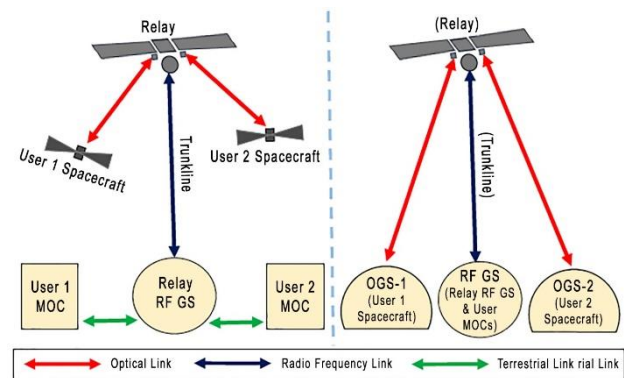 Relay
User 1 Spacecraft
User 2 Spacecraft
Trunkline
User 1
MOC
Relay
RF GS
User 2
MOC
(Relay)
(Trunkline)
OGS-1
(User 1
Spacecraft)
RF GS
(Relay RF GS
& User
MOCs)
OGS-2
(User 2
Spacecraft)
Optical Link
Radio Frequency Link
Terrestrial Link rial Link